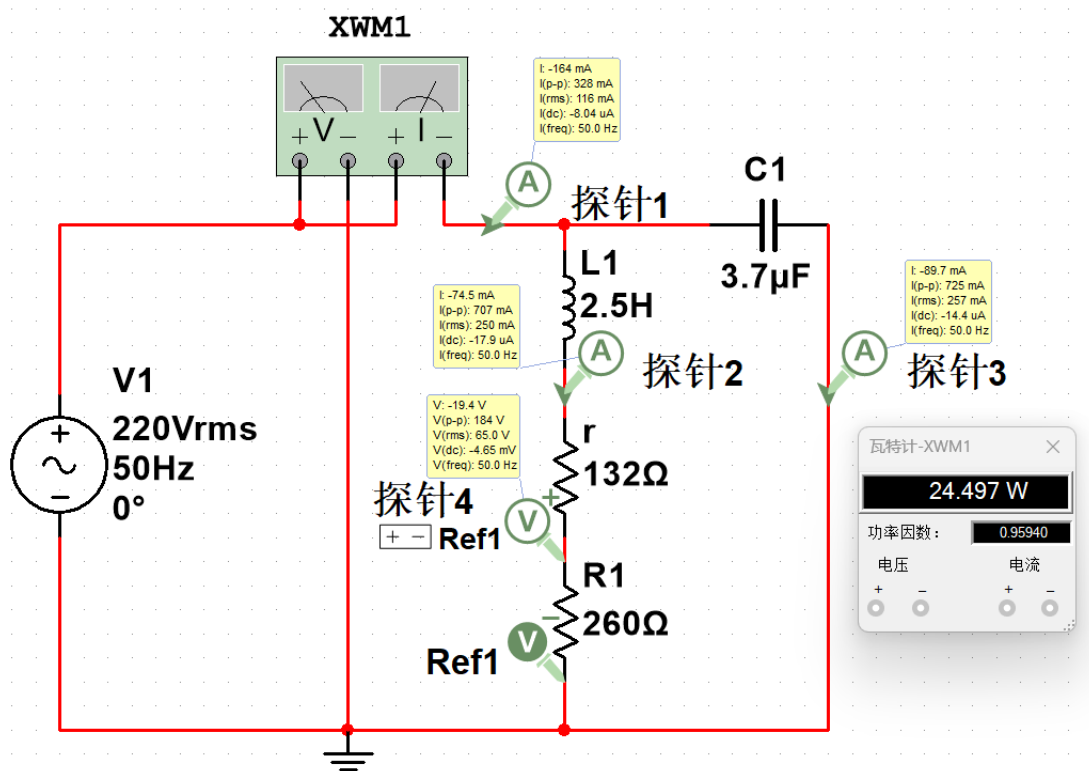 XWM1
V
I
+ − + −
I: -164 mA
I(p-p): 328 mA
I(rms): 116 mA
I(dc): -8.04 uA
I(freq): 50.0 Hz
A
探针1
C1
3.7µF
L1
2.5H
I: -74.5 mA
I(p-p): 707 mA
I(rms): 250 mA
I(dc): -17.9 uA
I(freq): 50.0 Hz
A
探针2
I: -89.7 mA
I(p-p): 725 mA
I(rms): 257 mA
I(dc): -14.4 uA
I(freq): 50.0 Hz
A
探针3
V1
220Vrms
50Hz
0°
+
−
V: -19.4 V
V(p-p): 184 V
V(rms): 65.0 V
V(dc): -4.65 mV
V(freq): 50.0 Hz
r
132Ω
探针4
+ − Ref1
V
+
R1
260Ω
−
V
Ref1
瓦特计-XWM1
24.497 W
功率因数： 0.95940
电压 电流
+ − + −